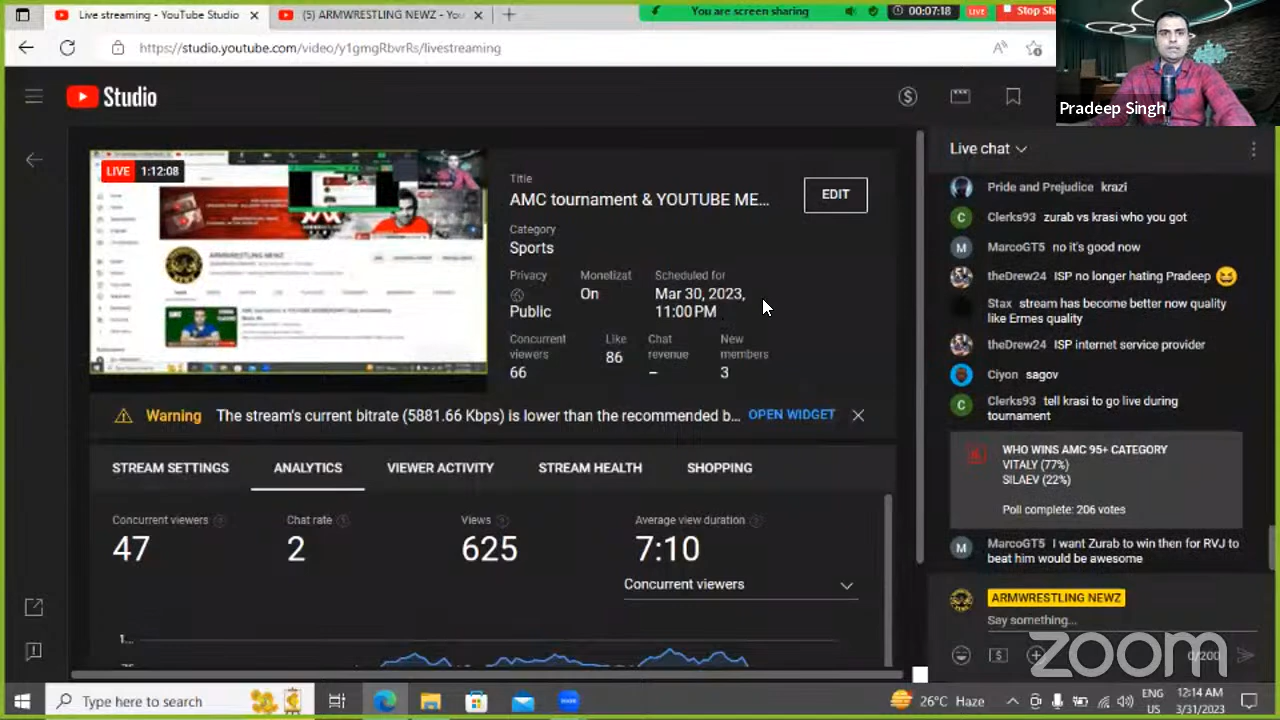 Live streaming - YouTube Studio
(5) ARMWRESTLING NEWZ - You
You are screen sharing
00:07:18
LIVE
Stop Sh
https://studio.youtube.com/video/y1gmgRbvrRs/livestreaming
Pradeep Singh
Studio
LIVE 1:12:08
Title
AMC tournament & YOUTUBE ME...
EDIT
Category
Sports
Privacy
Public
Monetizat
On
Scheduled for
Mar 30, 2023,
11:00 PM
Concurrent
viewers
66
Like
86
Chat
revenue
–
New
members
3
Warning The stream's current bitrate (5881.66 Kbps) is lower than the recommended b... OPEN WIDGET
STREAM SETTINGS
ANALYTICS
VIEWER ACTIVITY
STREAM HEALTH
SHOPPING
Concurrent viewers
47
Chat rate
2
Views
625
Average view duration
7:10
Concurrent viewers
1...
Live chat
Pride and Prejudice krazi
Clerks93 zurab vs krasi who you got
MarcoGT5 no it's good now
theDrew24 ISP no longer hating Pradeep
Stax stream has become better now quality
like Ermes quality
theDrew24 ISP internet service provider
Ciyon sagov
Clerks93 tell krasi to go live during
tournament
WHO WINS AMC 95+ CATEGORY
VITALY (77%)
SILAEV (22%)
Poll complete: 206 votes
MarcoGT5 I want Zurab to win then for RVJ to
beat him would be awesome
ARMWRESTLING NEWZ
Say something...
0/200
zoom
Type here to search
26°C Haze
ENG
US
12:14 AM
3/31/2023